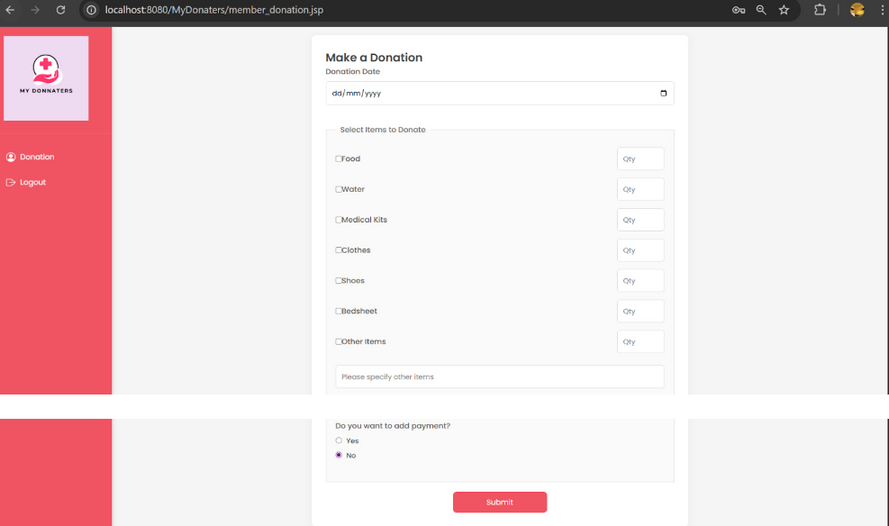 localhost:8080/MyDonaters/member_donation.jsp
MY DONNATERS
Donation
Logout
Make a Donation
Donation Date
dd/mm/yyyy
Select Items to Donate
Food Qty
Water Qty
Medical Kits Qty
Clothes Qty
Shoes Qty
Bedsheet Qty
Other Items Qty
Please specify other items
Do you want to add payment?
Yes
No
Submit